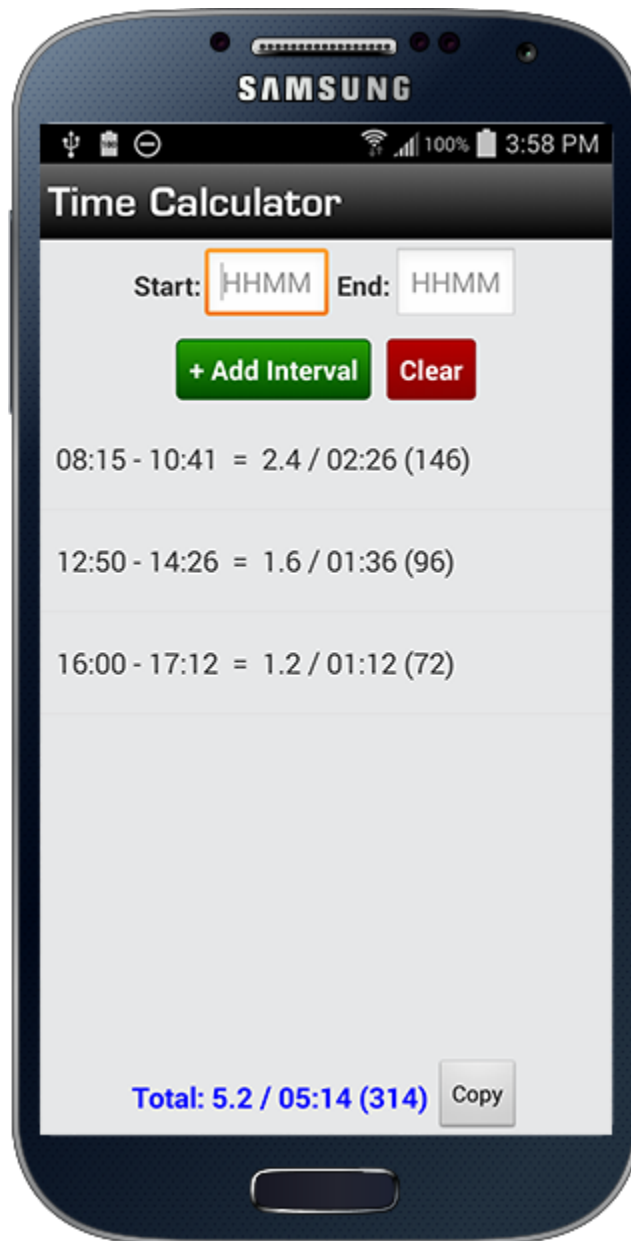 SAMSUNG
100% 3:58 PM
Time Calculator
Start: HHMM End: HHMM
+ Add Interval Clear
08:15 - 10:41 = 2.4 / 02:26 (146)
12:50 - 14:26 = 1.6 / 01:36 (96)
16:00 - 17:12 = 1.2 / 01:12 (72)
Total: 5.2 / 05:14 (314) Copy